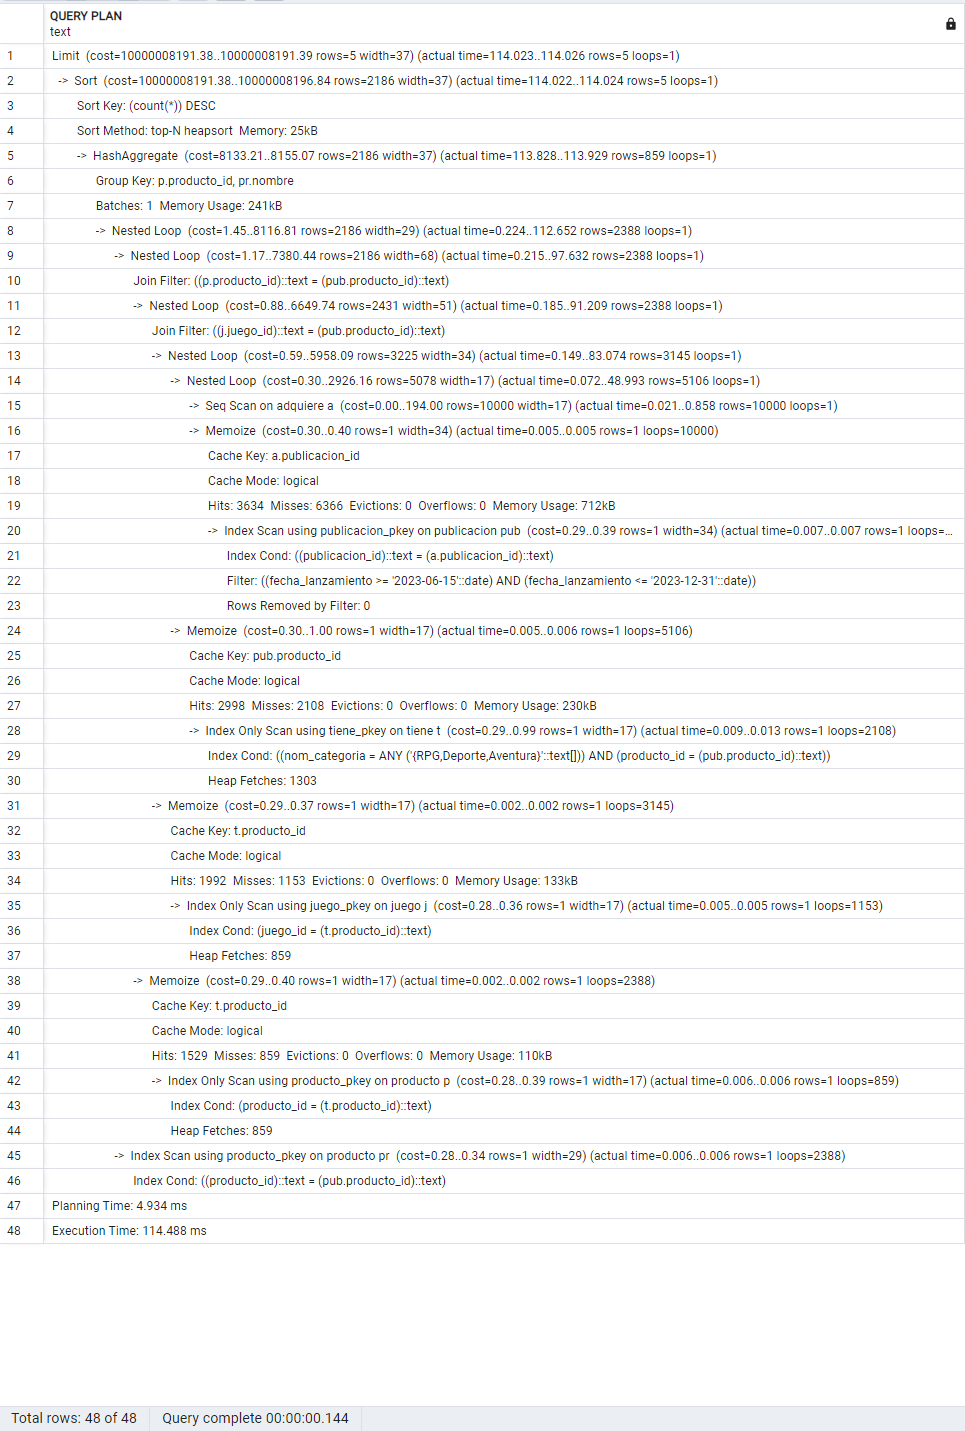 QUERY PLAN
text
1 Limit (cost=10000008191.38..10000008191.39 rows=5 width=37) (actual time=114.023..114.026 rows=5 loops=1)
2 -> Sort (cost=10000008191.38..10000008196.84 rows=2186 width=37) (actual time=114.022..114.024 rows=5 loops=1)
3 Sort Key: (count(*)) DESC
4 Sort Method: top-N heapsort Memory: 25kB
5 -> HashAggregate (cost=8133.21..8155.07 rows=2186 width=37) (actual time=113.828..113.929 rows=859 loops=1)
6 Group Key: p.producto_id, pr.nombre
7 Batches: 1 Memory Usage: 241kB
8 -> Nested Loop (cost=1.45..8116.81 rows=2186 width=29) (actual time=0.224..112.652 rows=2388 loops=1)
9 -> Nested Loop (cost=1.17..7380.44 rows=2186 width=68) (actual time=0.215..97.632 rows=2388 loops=1)
10 Join Filter: ((p.producto_id)::text = (pub.producto_id)::text)
11 -> Nested Loop (cost=0.88..6649.74 rows=2431 width=51) (actual time=0.185..91.209 rows=2388 loops=1)
12 Join Filter: ((j.juego_id)::text = (pub.producto_id)::text)
13 -> Nested Loop (cost=0.59..5958.09 rows=3225 width=34) (actual time=0.149..83.074 rows=3145 loops=1)
14 -> Nested Loop (cost=0.30..2926.16 rows=5078 width=17) (actual time=0.072..48.993 rows=5106 loops=1)
15 -> Seq Scan on adquiere a (cost=0.00..194.00 rows=10000 width=17) (actual time=0.021..0.858 rows=10000 loops=1)
16 -> Memoize (cost=0.30..0.40 rows=1 width=34) (actual time=0.005..0.005 rows=1 loops=10000)
17 Cache Key: a.publicacion_id
18 Cache Mode: logical
19 Hits: 3634 Misses: 6366 Evictions: 0 Overflows: 0 Memory Usage: 712kB
20 -> Index Scan using publicacion_pkey on publicacion pub (cost=0.29..0.39 rows=1 width=34) (actual time=0.007..0.007 rows=1 loops=...
21 Index Cond: ((publicacion_id)::text = (a.publicacion_id)::text)
22 Filter: ((fecha_lanzamiento >= '2023-06-15'::date) AND (fecha_lanzamiento <= '2023-12-31'::date))
23 Rows Removed by Filter: 0
24 -> Memoize (cost=0.30..1.00 rows=1 width=17) (actual time=0.005..0.006 rows=1 loops=5106)
25 Cache Key: pub.producto_id
26 Cache Mode: logical
27 Hits: 2998 Misses: 2108 Evictions: 0 Overflows: 0 Memory Usage: 230kB
28 -> Index Only Scan using tiene_pkey on tiene t (cost=0.29..0.99 rows=1 width=17) (actual time=0.009..0.013 rows=1 loops=2108)
29 Index Cond: ((nom_categoria = ANY ('{RPG,Deporte,Aventura}'::text[])) AND (producto_id = (pub.producto_id)::text))
30 Heap Fetches: 1303
31 -> Memoize (cost=0.29..0.37 rows=1 width=17) (actual time=0.002..0.002 rows=1 loops=3145)
32 Cache Key: t.producto_id
33 Cache Mode: logical
34 Hits: 1992 Misses: 1153 Evictions: 0 Overflows: 0 Memory Usage: 133kB
35 -> Index Only Scan using juego_pkey on juego j (cost=0.28..0.36 rows=1 width=17) (actual time=0.005..0.005 rows=1 loops=1153)
36 Index Cond: (juego_id = (t.producto_id)::text)
37 Heap Fetches: 859
38 -> Memoize (cost=0.29..0.40 rows=1 width=17) (actual time=0.002..0.002 rows=1 loops=2388)
39 Cache Key: t.producto_id
40 Cache Mode: logical
41 Hits: 1529 Misses: 859 Evictions: 0 Overflows: 0 Memory Usage: 110kB
42 -> Index Only Scan using producto_pkey on producto p (cost=0.28..0.39 rows=1 width=17) (actual time=0.006..0.006 rows=1 loops=859)
43 Index Cond: (producto_id = (t.producto_id)::text)
44 Heap Fetches: 859
45 -> Index Scan using producto_pkey on producto pr (cost=0.28..0.34 rows=1 width=29) (actual time=0.006..0.006 rows=1 loops=2388)
46 Index Cond: ((producto_id)::text = (pub.producto_id)::text)
47 Planning Time: 4.934 ms
48 Execution Time: 114.488 ms
Total rows: 48 of 48 Query complete 00:00:00.144